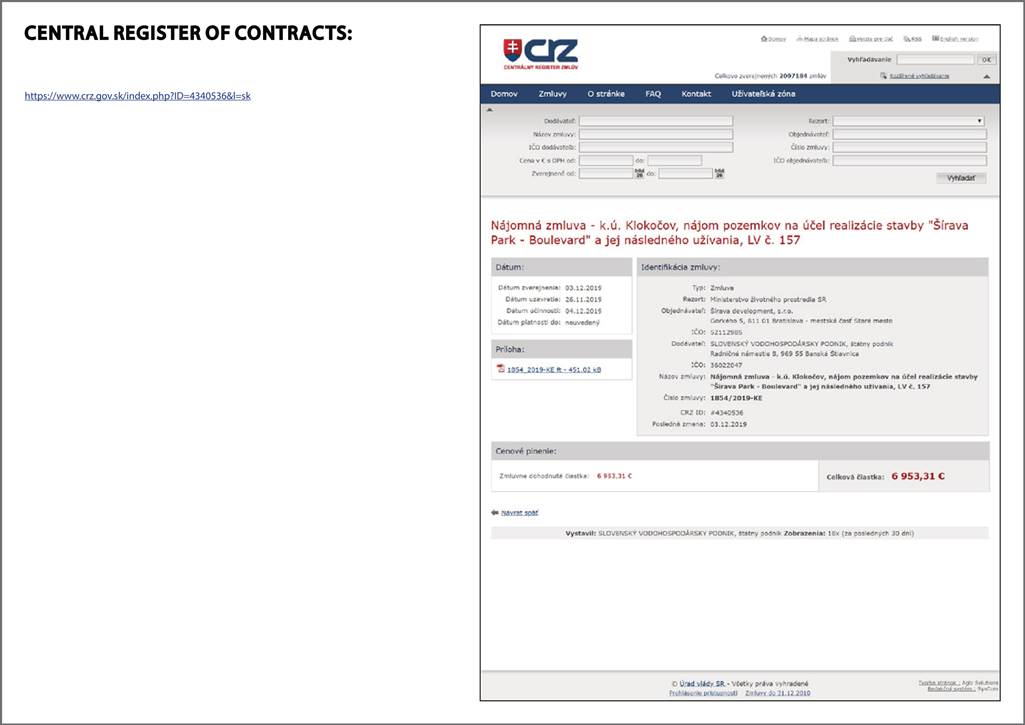 CENTRAL REGISTER OF CONTRACTS:
https://www.crz.gov.sk/index.php?ID=4340536&l=sk
crz
CENTRÁLNY REGISTER ZMLÚV
Domov Mapa stránok Verzia pre tlač RSS English version
Vyhľadávanie OK
Celkovo zverejnených 2097184 zmlúv Rozšírené vyhľadávanie
Domov Zmluvy O stránke FAQ Kontakt Užívateľská zóna
Dodávateľ: Rezort:
Názov zmluvy: Objednávateľ:
IČO dodávateľa: Číslo zmluvy:
Cena v € s DPH od: do: IČO objednávateľa:
Zverejnené od: do:
Vyhľadať
Nájomná zmluva - k.ú. Klokočov, nájom pozemkov na účel realizácie stavby "Šírava
Park - Boulevard" a jej následného užívania, LV č. 157
Dátum:
Dátum zverejnenia: 03.12.2019
Dátum uzavretia: 26.11.2019
Dátum účinnosti: 04.12.2019
Dátum platnosti do: neuvedený
Príloha:
1854_2019-KE ft - 451.02 kB
Identifikácia zmluvy:
Typ: Zmluva
Rezort: Ministerstvo životného prostredia SR
Objednávateľ: Šírava development, s.r.o.
Gorkého 5, 811 01 Bratislava - mestská časť Staré mesto
IČO: 52112985
Dodávateľ: SLOVENSKÝ VODOHOSPODÁRSKY PODNIK, štátny podnik
Radničné námestie 8, 969 55 Banská Štiavnica
IČO: 36022047
Názov zmluvy: Nájomná zmluva - k.ú. Klokočov, nájom pozemkov na účel realizácie stavby
"Šírava Park - Boulevard" a jej následného užívania, LV č. 157
Číslo zmluvy: 1854/2019-KE
CRZ ID: #4340536
Posledná zmena: 03.12.2019
Cenové plnenie:
Zmluvne dohodnutá čiastka: 6 953,31 €
Celková čiastka: 6 953,31 €
Návrat späť
Vystavil: SLOVENSKÝ VODOHOSPODÁRSKY PODNIK, štátny podnik Zobrazenia: 16x (za posledných 30 dní)
© Úrad vlády SR - Všetky práva vyhradené
Prehlásenie prístupnosti Zmluvy do 31.12.2010
Tvorba stránok : Aglo Solutions
Redakčný systém : SysCom